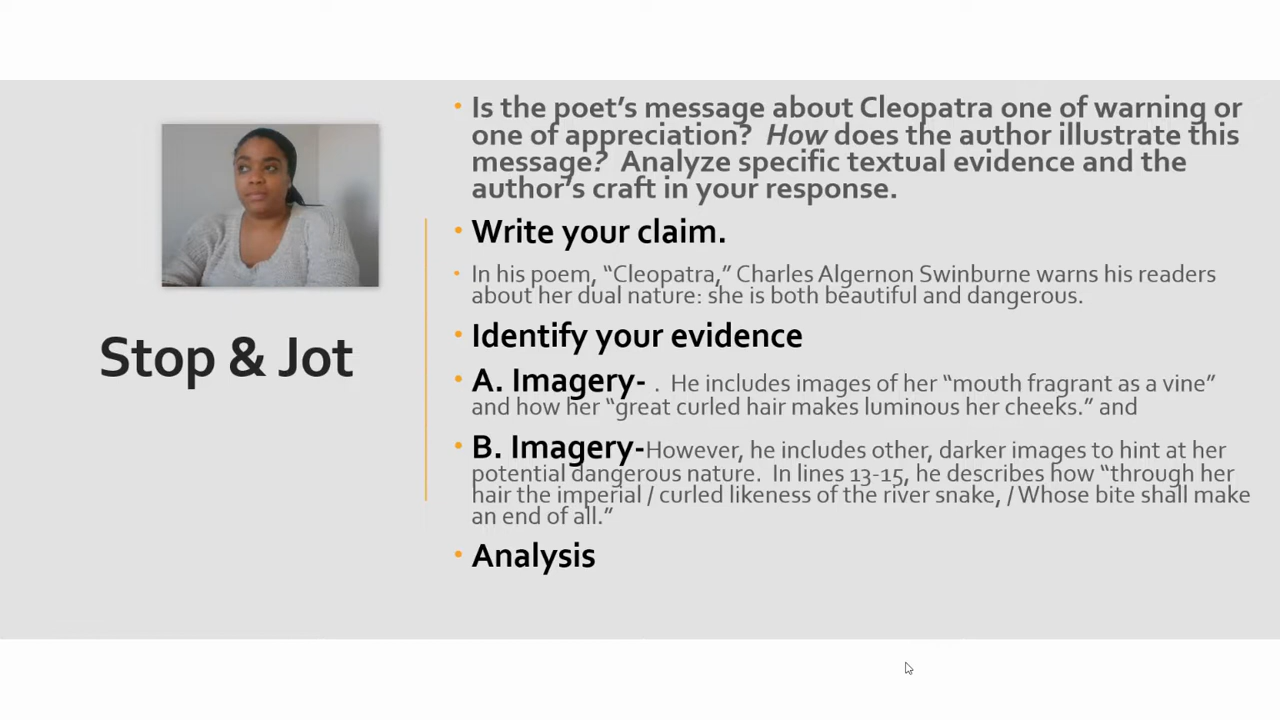 Stop & Jot
• Is the poet’s message about Cleopatra one of warning or
one of appreciation? How does the author illustrate this
message? Analyze specific textual evidence and the
author’s craft in your response.
• Write your claim.
• In his poem, “Cleopatra,” Charles Algernon Swinburne warns his readers
about her dual nature: she is both beautiful and dangerous.
• Identify your evidence
• A. Imagery- . He includes images of her “mouth fragrant as a vine”
and how her “great curled hair makes luminous her cheeks.” and
• B. Imagery-However, he includes other, darker images to hint at her
potential dangerous nature. In lines 13-15, he describes how “through her
hair the imperial / curled likeness of the river snake, / Whose bite shall make
an end of all.”
• Analysis